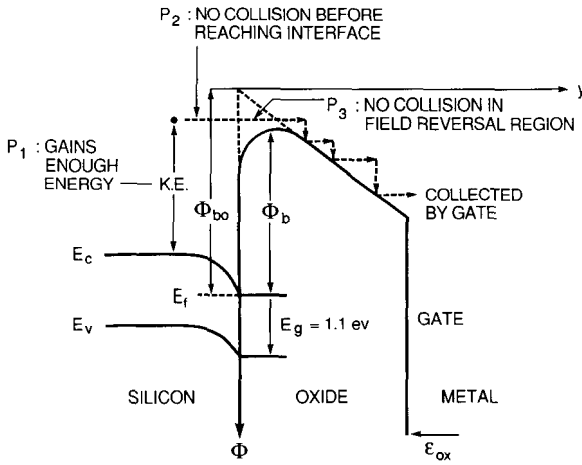 P2 : NO COLLISION BEFORE
REACHING INTERFACE
y
P3 : NO COLLISION IN
FIELD REVERSAL REGION
P1 : GAINS
ENOUGH
ENERGY — K.E.
COLLECTED
BY GATE
Φbo
Φb
Ec
Ef
Ev
Eg = 1.1 ev
GATE
SILICON
OXIDE
METAL
Φ
εox